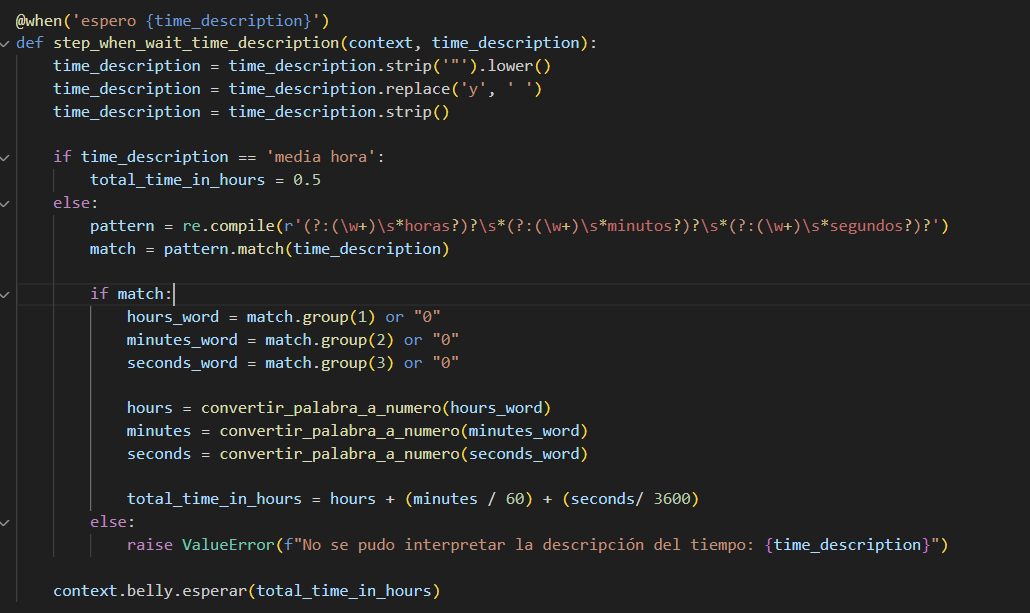 @when('espero {time_description}')
def step_when_wait_time_description(context, time_description):
    time_description = time_description.strip('"').lower()
    time_description = time_description.replace('y', ' ')
    time_description = time_description.strip()

    if time_description == 'media hora':
        total_time_in_hours = 0.5
    else:
        pattern = re.compile(r'(?:(\w+)\s*horas?)?\s*(?:(\w+)\s*minutos?)?\s*(?:(\w+)\s*segundos?)?')
        match = pattern.match(time_description)

        if match:
            hours_word = match.group(1) or "0"
            minutes_word = match.group(2) or "0"
            seconds_word = match.group(3) or "0"

            hours = convertir_palabra_a_numero(hours_word)
            minutes = convertir_palabra_a_numero(minutes_word)
            seconds = convertir_palabra_a_numero(seconds_word)

            total_time_in_hours = hours + (minutes / 60) + (seconds/ 3600)
        else:
            raise ValueError(f"No se pudo interpretar la descripción del tiempo: {time_description}")

    context.belly.esperar(total_time_in_hours)